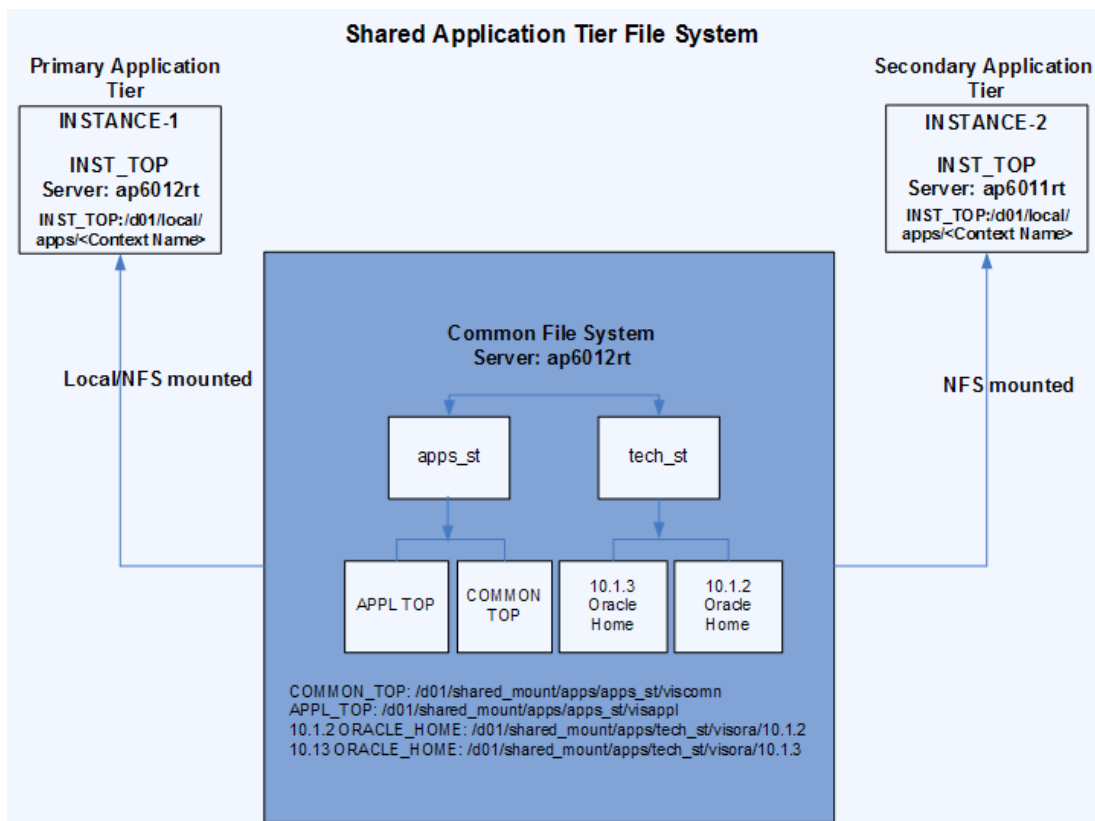 Shared Application Tier File System
Primary Application
Tier
Secondary Application
Tier
INSTANCE-1
INST_TOP
Server: ap6012rt
INST_TOP:/d01/local/
apps/<Context Name>
INSTANCE-2
INST_TOP
Server: ap6011rt
INST_TOP:/d01/local/
apps/<Context Name>
Common File System
Server: ap6012rt
Local/NFS mounted
NFS mounted
apps_st
tech_st
APPL TOP
COMMON
TOP
10.1.3
Oracle
Home
10.1.2
Oracle
Home
COMMON_TOP: /d01/shared_mount/apps/apps_st/viscomn
APPL_TOP: /d01/shared_mount/apps/apps_st/visappl
10.1.2 ORACLE_HOME: /d01/shared_mount/apps/tech_st/visora/10.1.2
10.13 ORACLE_HOME: /d01/shared_mount/apps/tech_st/visora/10.1.3